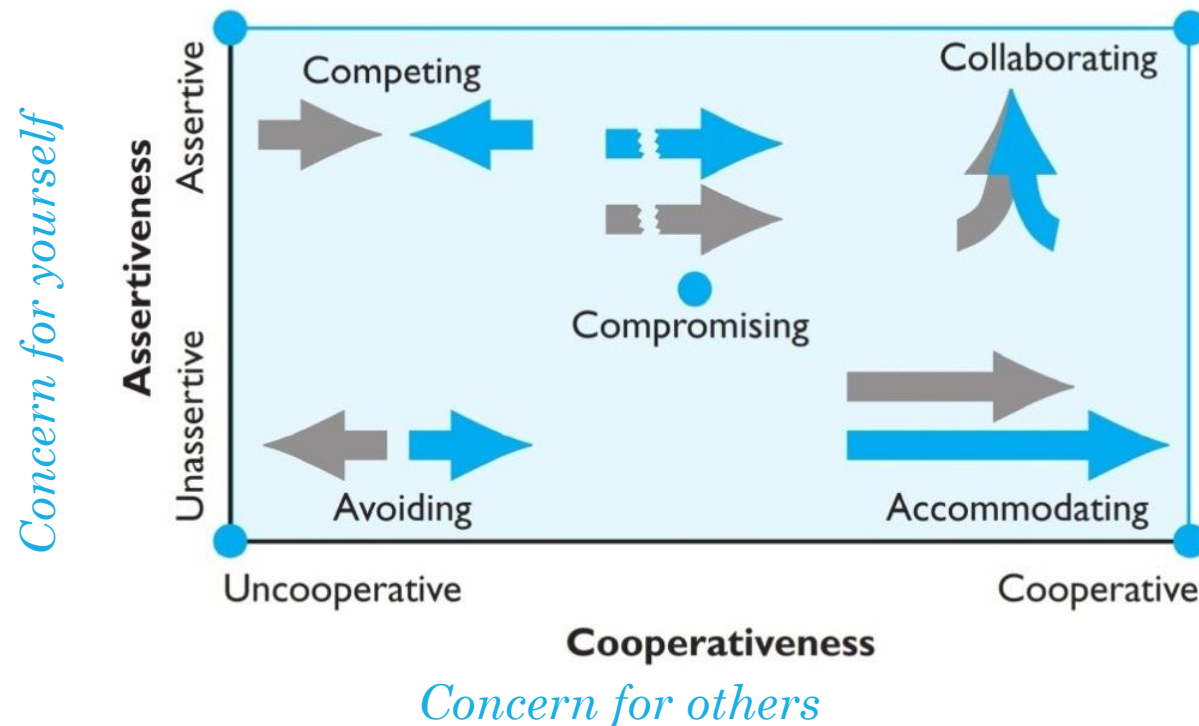 Concern for yourself
Assertiveness
Assertive
Unassertive
Competing
Collaborating
Compromising
Avoiding
Accommodating
Uncooperative
Cooperative
Cooperativeness
Concern for others